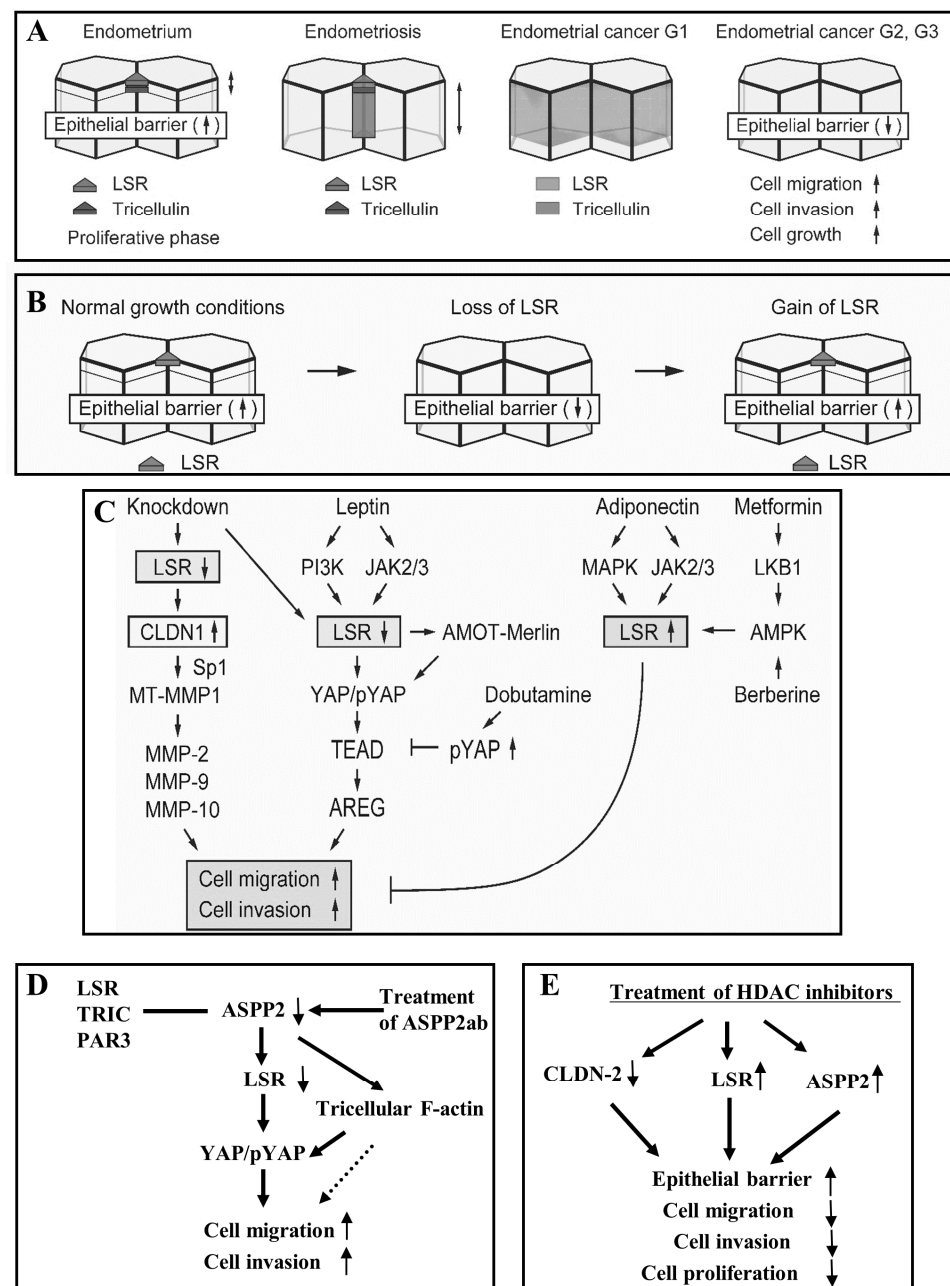 A
Endometrium
Epithelial barrier (↑)
LSR
Tricellulin
Proliferative phase
Endometriosis
LSR
Tricellulin
Endometrial cancer G1
LSR
Tricellulin
Endometrial cancer G2, G3
Epithelial barrier (↓)
Cell migration ↑
Cell invasion ↑
Cell growth ↑
B
Normal growth conditions
Epithelial barrier (↑)
LSR
Loss of LSR
Epithelial barrier (↓)
Gain of LSR
Epithelial barrier (↑)
LSR
C
Knockdown
LSR ↓
CLDN1 ↑
Sp1
MT-MMP1
MMP-2
MMP-9
MMP-10
Leptin
PI3K JAK2/3
LSR ↓
AMOT-Merlin
YAP/pYAP
Dobutamine
TEAD
pYAP ↑
AREG
Cell migration ↑
Cell invasion ↑
Adiponectin
MAPK JAK2/3
LSR ↑
Metformin
LKB1
AMPK
Berberine
D
LSR
TRIC
PAR3
ASPP2 ↓
Treatment
of ASPP2ab
LSR ↓
Tricellular F-actin
YAP/pYAP
Cell migration ↑
Cell invasion ↑
E
Treatment of HDAC inhibitors
CLDN-2 ↓
LSR ↑
ASPP2 ↑
Epithelial barrier ↑
Cell migration ↓
Cell invasion ↓
Cell proliferation ↓